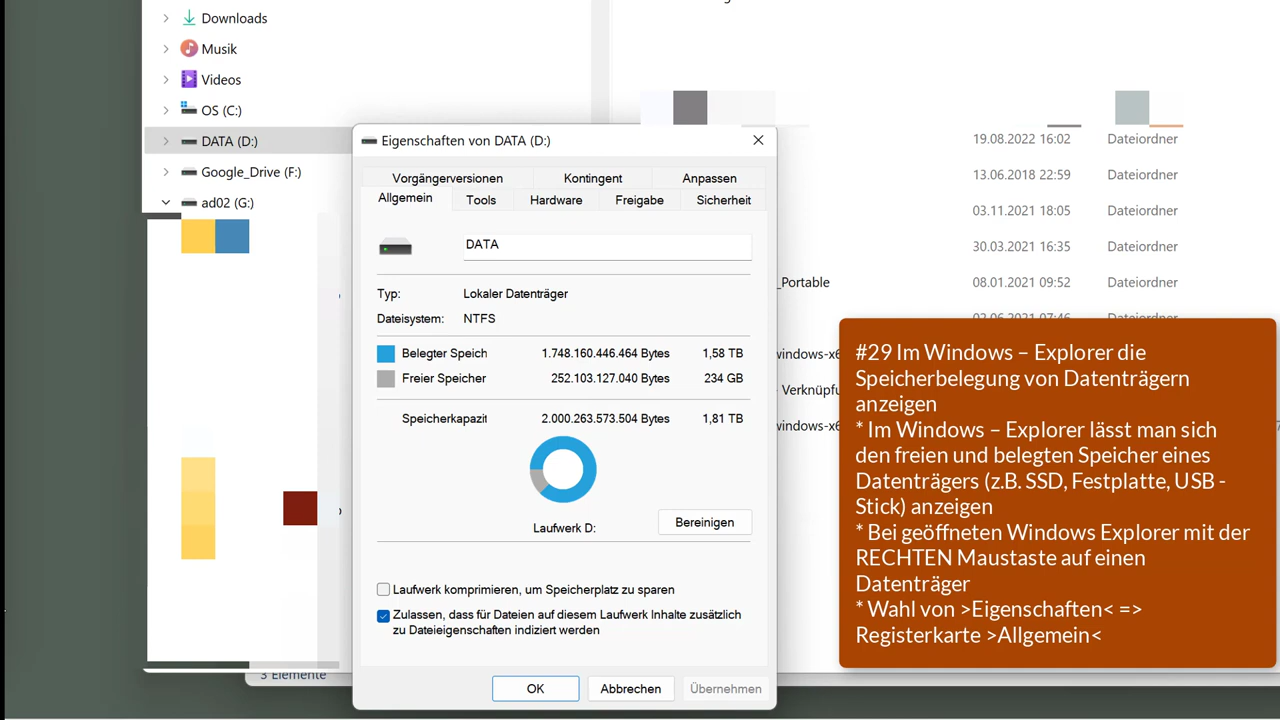 Downloads
Musik
Videos
OS (C:)
DATA (D:)
Google_Drive (F:)
ad02 (G:)
Eigenschaften von DATA (D:)
Vorgängerversionen Kontingent Anpassen
Allgemein Tools Hardware Freigabe Sicherheit
DATA
Typ: Lokaler Datenträger
Dateisystem: NTFS
Belegter Speich 1.748.160.446.464 Bytes 1,58 TB
Freier Speicher 252.103.127.040 Bytes 234 GB
Speicherkapazit 2.000.263.573.504 Bytes 1,81 TB
Laufwerk D:
Bereinigen
Laufwerk komprimieren, um Speicherplatz zu sparen
Zulassen, dass für Dateien auf diesem Laufwerk Inhalte zusätzlich
zu Dateieigenschaften indiziert werden
OK Abbrechen Übernehmen
3 Elemente
19.08.2022 16:02 Dateiordner
13.06.2018 22:59 Dateiordner
03.11.2021 18:05 Dateiordner
30.03.2021 16:35 Dateiordner
_Portable 08.01.2021 09:52 Dateiordner
02.06.2021 07:46 Dateiordner
windows-x6
Verknüpfu
windows-x6
#29 Im Windows – Explorer die
Speicherbelegung von Datenträgern
anzeigen
* Im Windows – Explorer lässt man sich
den freien und belegten Speicher eines
Datenträgers (z.B. SSD, Festplatte, USB -
Stick) anzeigen
* Bei geöffneten Windows Explorer mit der
RECHTEN Maustaste auf einen
Datenträger
* Wahl von >Eigenschaften< =>
Registerkarte >Allgemein<